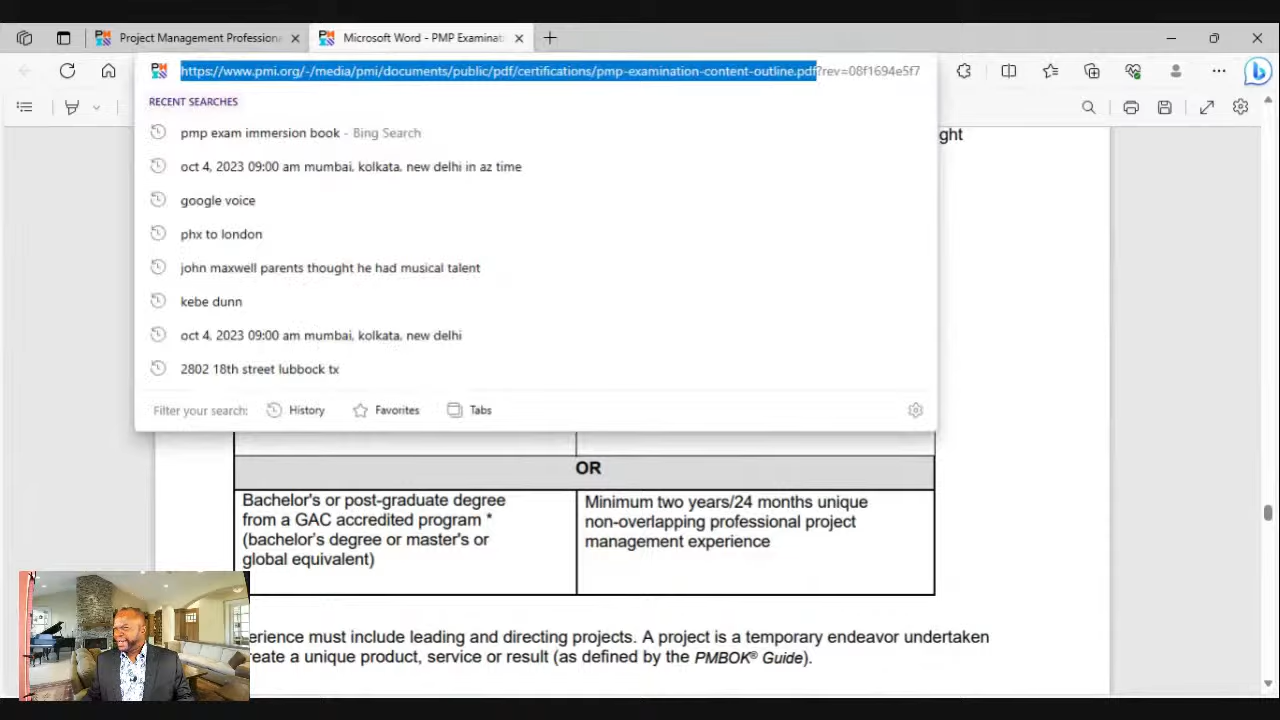 Project Management Professiona
Microsoft Word - PMP Examinat
https://www.pmi.org/-/media/pmi/documents/public/pdf/certifications/pmp-examination-content-outline.pdf?rev=08f1694e5f7
RECENT SEARCHES
pmp exam immersion book - Bing Search
oct 4, 2023 09:00 am mumbai, kolkata, new delhi in az time
google voice
phx to london
john maxwell parents thought he had musical talent
kebe dunn
oct 4, 2023 09:00 am mumbai, kolkata, new delhi
2802 18th street lubbock tx
Filter your search: History Favorites Tabs
ght
OR
Bachelor's or post-graduate degree
from a GAC accredited program *
(bachelor's degree or master's or
global equivalent)
Minimum two years/24 months unique
non-overlapping professional project
management experience
erience must include leading and directing projects. A project is a temporary endeavor undertaken
reate a unique product, service or result (as defined by the PMBOK® Guide).